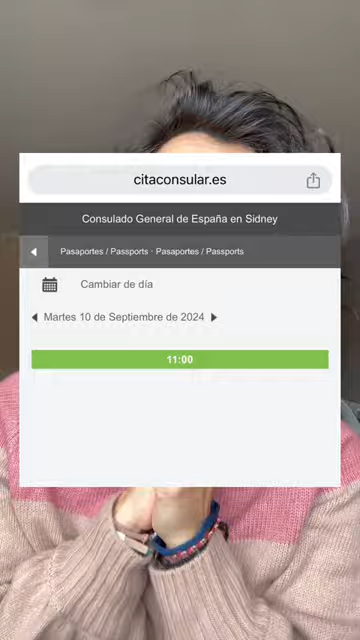 citaconsular.es
Consulado General de España en Sidney
Pasaportes / Passports · Pasaportes / Passports
Cambiar de día
Martes 10 de Septiembre de 2024
11:00